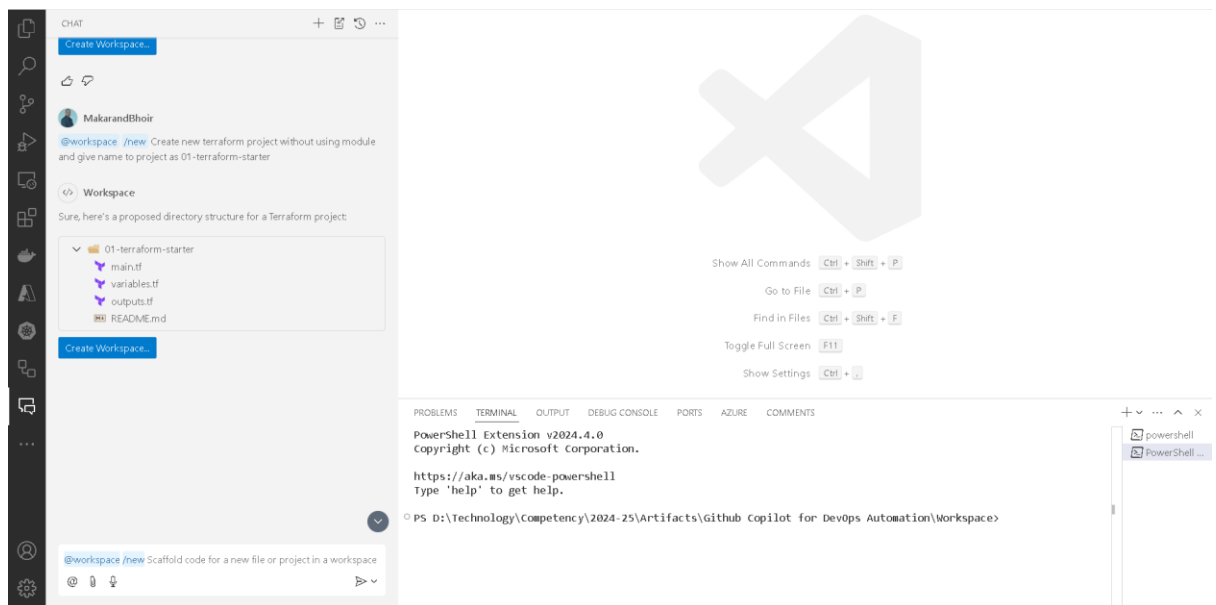 CHAT
Create Workspace...
MakarandBhoir
@workspace /new Create new terraform project without using module
and give name to project as 01-terraform-starter
Workspace
Sure, here's a proposed directory structure for a Terraform project:
01-terraform-starter
main.tf
variables.tf
outputs.tf
README.md
Create Workspace...
@workspace /new Scaffold code for a new file or project in a workspace
Show All Commands Ctrl + Shift + P
Go to File Ctrl + P
Find in Files Ctrl + Shift + F
Toggle Full Screen F11
Show Settings Ctrl + ,
PROBLEMS TERMINAL OUTPUT DEBUG CONSOLE PORTS AZURE COMMENTS
PowerShell Extension v2024.4.0
Copyright (c) Microsoft Corporation.
https://aka.ms/vscode-powershell
Type 'help' to get help.
PS D:\Technology\Competency\2024-25\Artifacts\Github Copilot for DevOps Automation\Workspace>
powershell
PowerShell ...